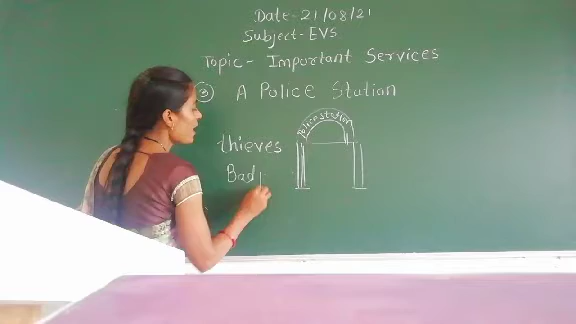 Date-21/08/21
Subject-EVS
Topic- Important Services
③ A Police Station
Police station
thieves
Bad